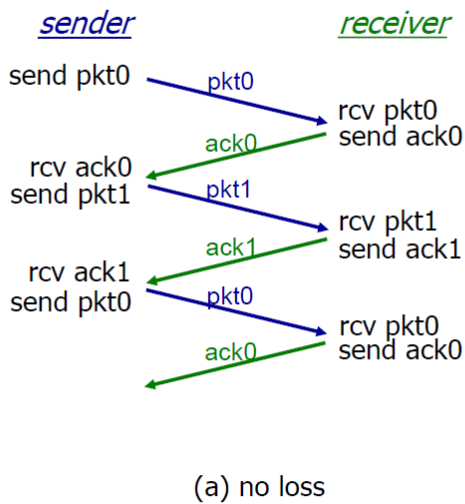 sender
receiver
send pkt0
pkt0
rcv pkt0
send ack0
ack0
rcv ack0
send pkt1
pkt1
rcv pkt1
send ack1
ack1
rcv ack1
send pkt0
pkt0
rcv pkt0
send ack0
ack0
(a) no loss